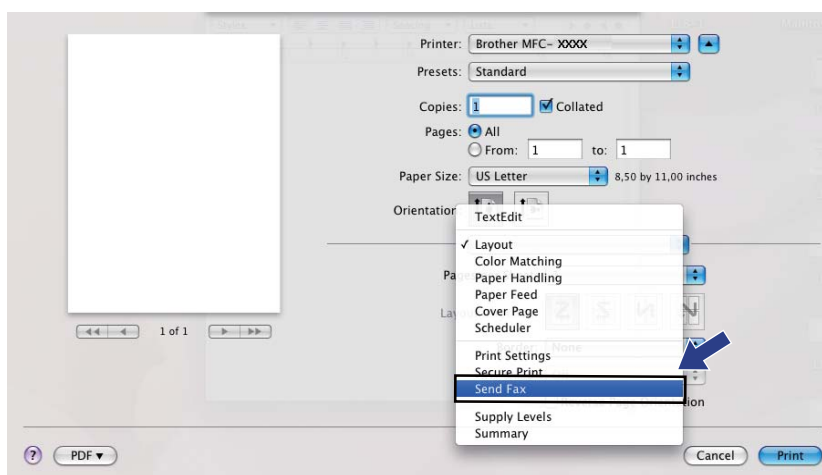 Printer: Brother MFC- XXXX
Presets: Standard
Copies: 1 Collated
Pages: All
From: 1 to: 1
Paper Size: US Letter 8,50 by 11,00 inches
Orientation
TextEdit
✓ Layout
Color Matching
Paper Handling
Paper Feed
Cover Page
Scheduler
Print Settings
Secure Print
Send Fax
Supply Levels
Summary
Border: None
1 of 1
? PDF ▼ Cancel Print